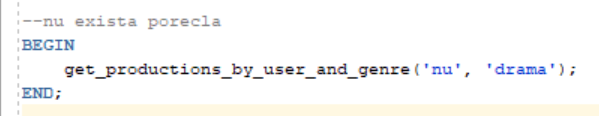 --nu exista porecla
BEGIN
get_productions_by_user_and_genre('nu', 'drama');
END;